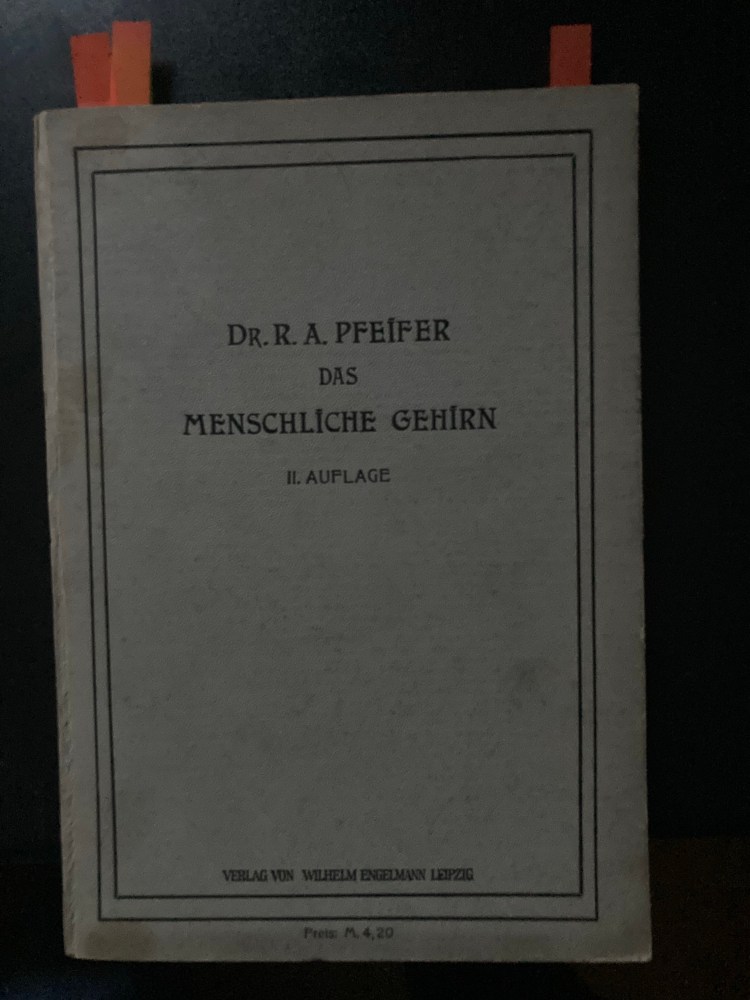 DR. R. A. PFEIFER
DAS
MENSCHLICHE GEHIRN
II. AUFLAGE
VERLAG VON WILHELM ENGELMANN LEIPZIG
Preis: M. 4,20